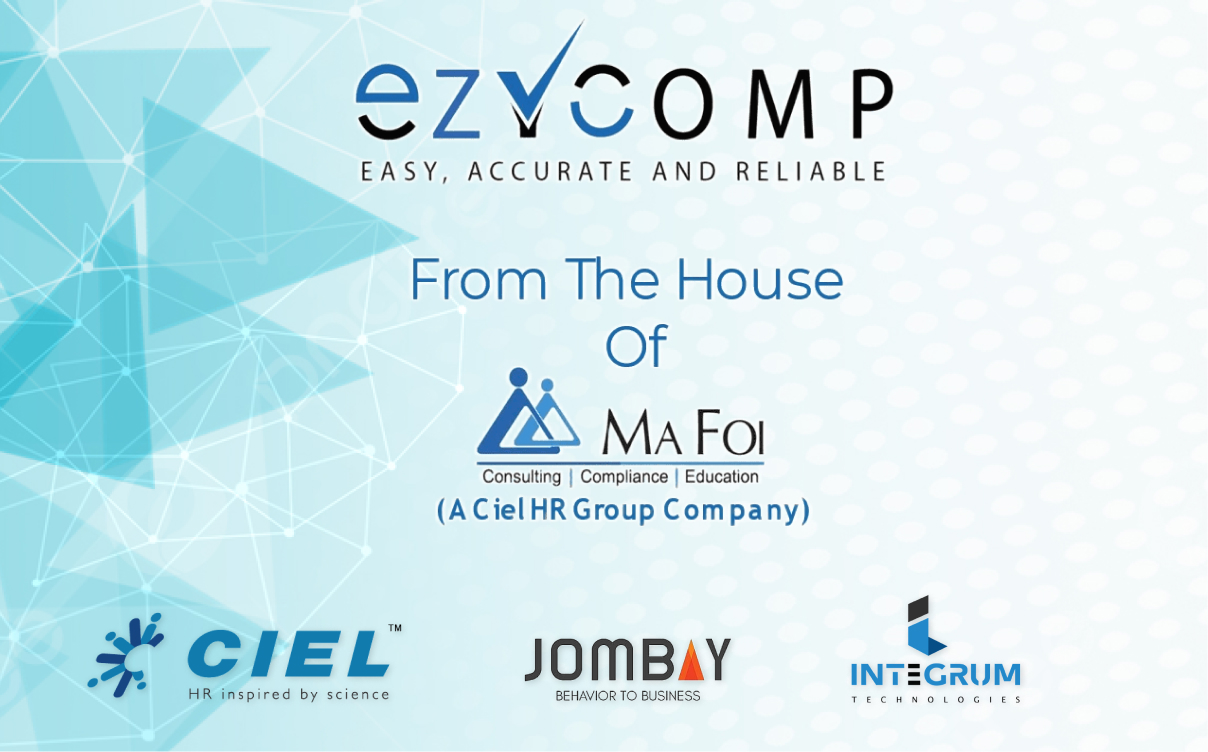 ezycomp
EASY, ACCURATE AND RELIABLE
From The House
Of
MA FOI
Consulting | Compliance | Education
(A Ciel HR Group Company)
CIEL™
HR inspired by science
JOMBAY
BEHAVIOR TO BUSINESS
INTEGRUM
TECHNOLOGIES